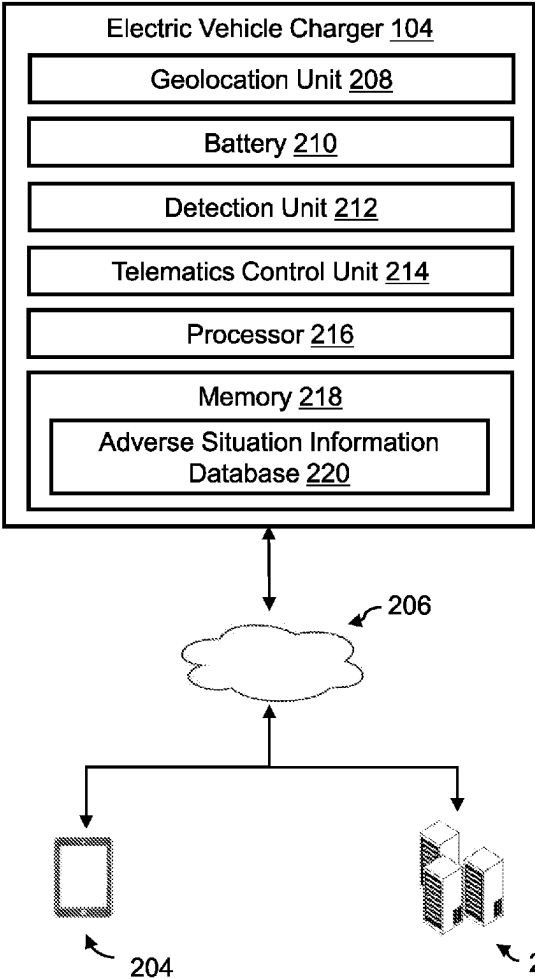 Electric Vehicle Charger 104
Geolocation Unit 208
Battery 210
Detection Unit 212
Telematics Control Unit 214
Processor 216
Memory 218
Adverse Situation Information
Database 220
206
204